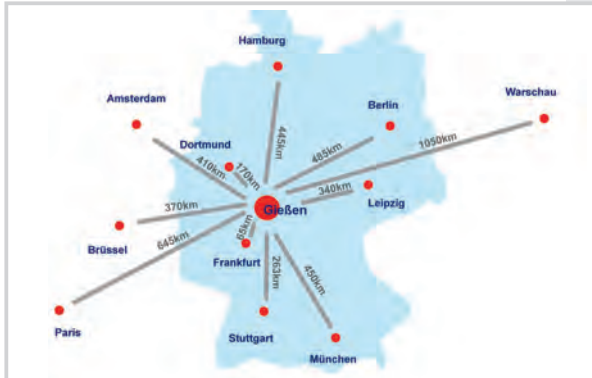 Hamburg
Warschau
Amsterdam
Berlin
Dortmund
445km
1050km
485km
410km
170km
340km
Leipzig
Gießen
370km
65km
Brüssel
645km
Frankfurt
263km
450km
Paris
Stuttgart
München